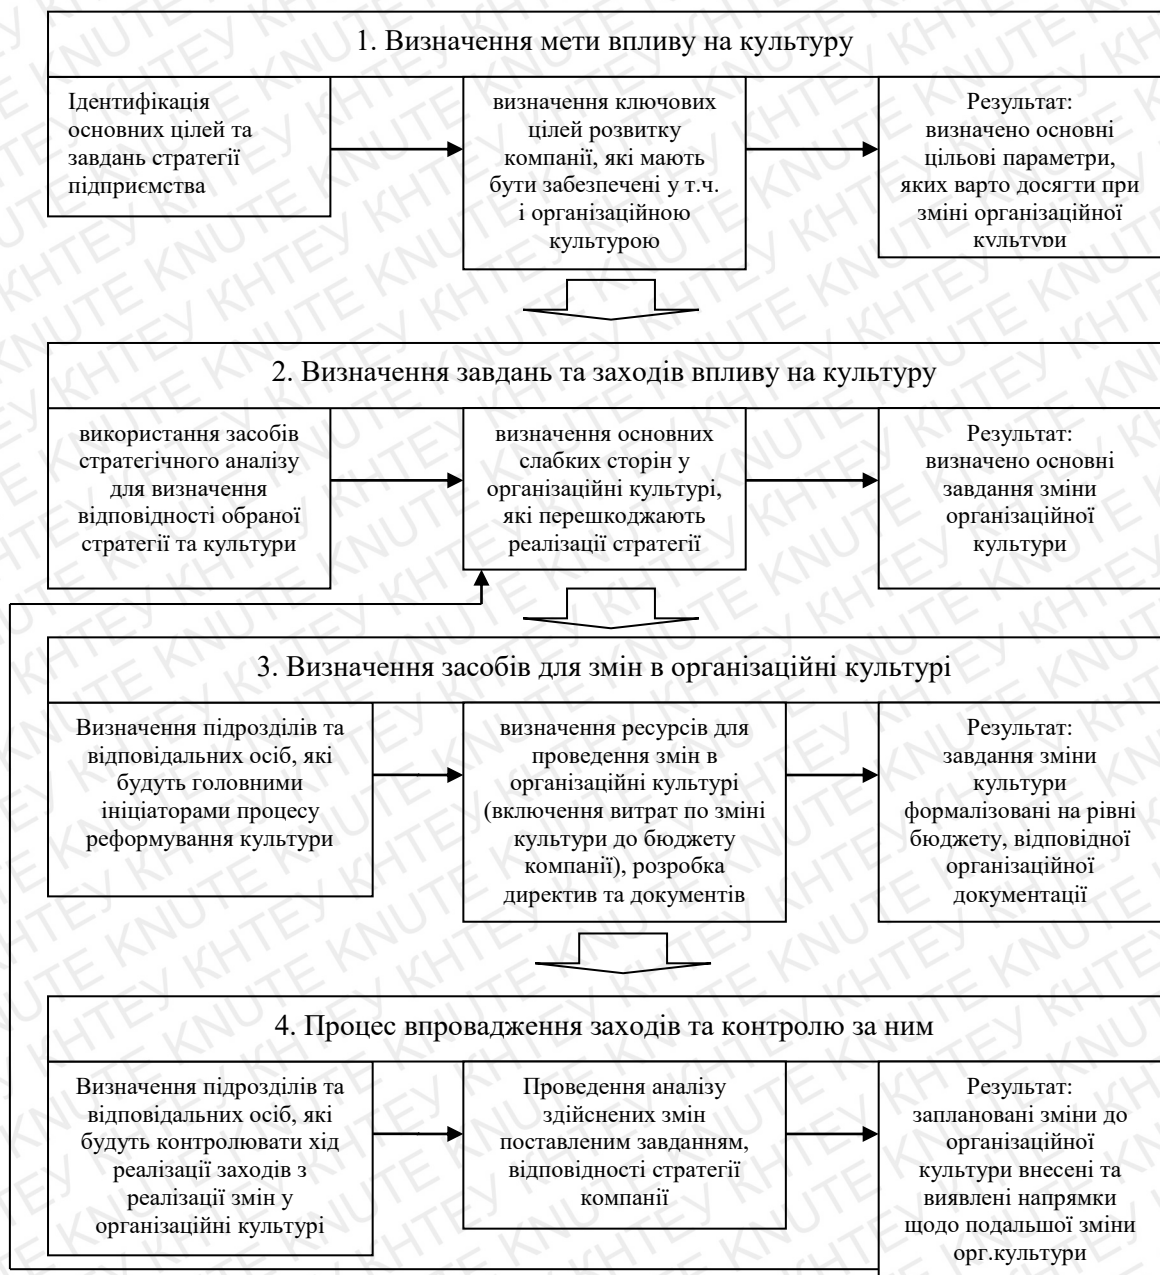 1. Визначення мети впливу на культуру
Ідентифікація
основних цілей та
завдань стратегії
підприємства
визначення ключових
цілей розвитку
компанії, які мають
бути забезпечені у т.ч.
і організаційною
культурою
Результат:
визначено основні
цільові параметри,
яких варто досягти при
зміні організаційної
культури
2. Визначення завдань та заходів впливу на культуру
використання засобів
стратегічного аналізу
для визначення
відповідності обраної
стратегії та культури
визначення основних
слабких сторін у
організаційні культурі,
які перешкоджають
реалізації стратегії
Результат:
визначено основні
завдання зміни
організаційної
культури
3. Визначення засобів для змін в організаційні культурі
Визначення підрозділів та
відповідальних осіб, які
будуть головними
ініціаторами процесу
реформування культури
визначення ресурсів для
проведення змін в
організаційні культурі
(включення витрат по зміні
культури до бюджету
компанії), розробка
директив та документів
Результат:
завдання зміни
культури
формалізовані на рівні
бюджету, відповідної
організаційної
документації
4. Процес впровадження заходів та контролю за ним
Визначення підрозділів та
відповідальних осіб, які
будуть контролювати хід
реалізації заходів з
реалізації змін у
організаційні культурі
Проведення аналізу
здійснених змін
поставленим завданням,
відповідності стратегії
компанії
Результат:
заплановані зміни до
організаційної
культури внесені та
виявлені напрямки
щодо подальшої зміни
орг.культури